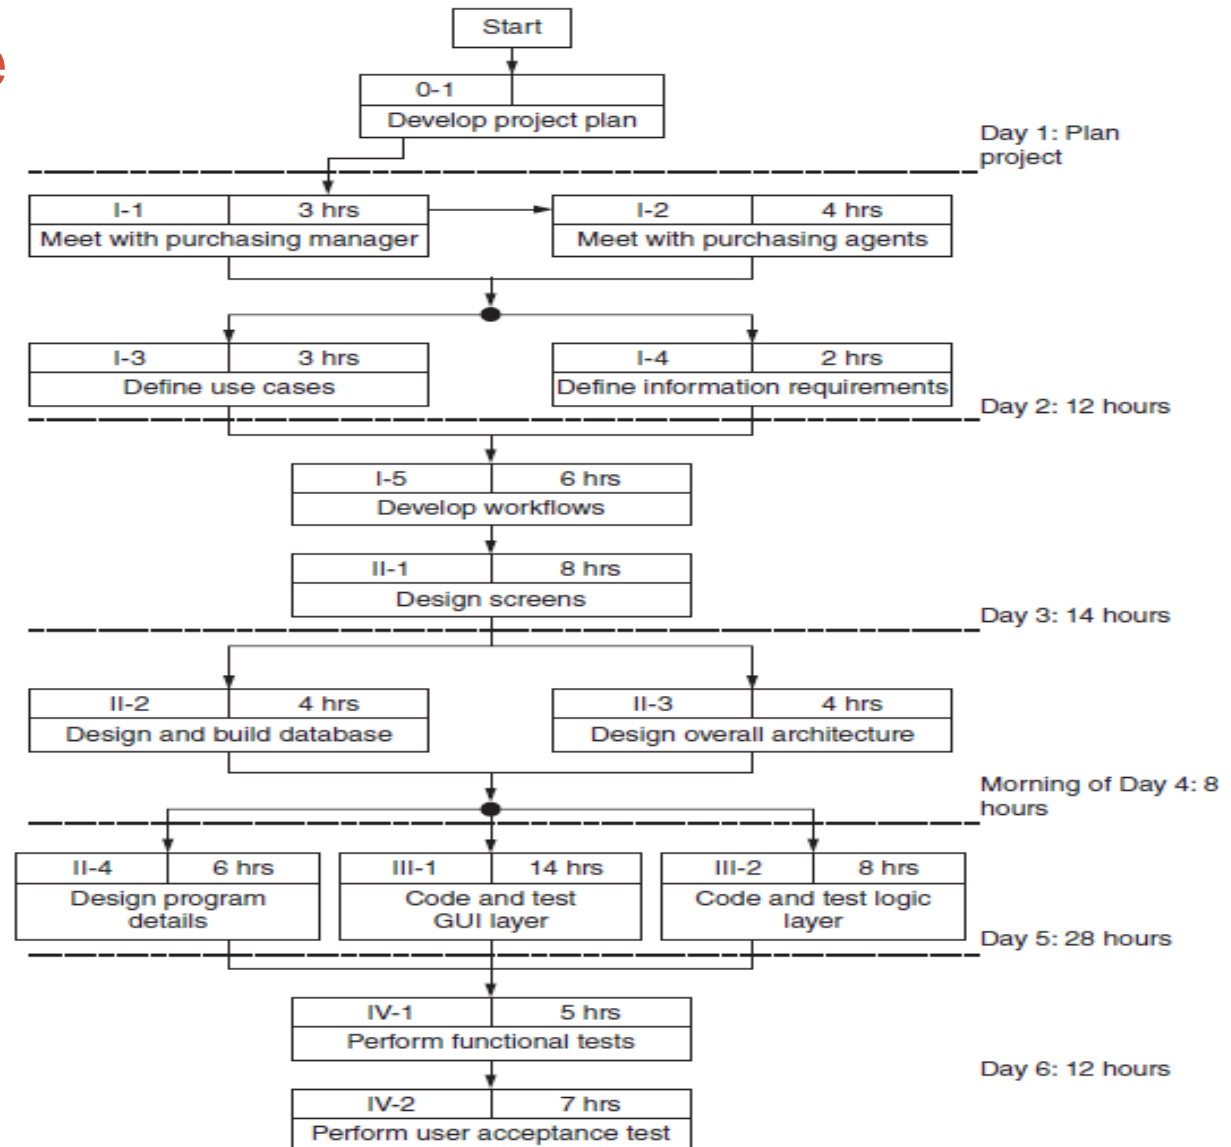 e
Start
0-1
Develop project plan
Day 1: Plan
project
I-1 3 hrs
Meet with purchasing manager
I-2 4 hrs
Meet with purchasing agents
I-3 3 hrs
Define use cases
I-4 2 hrs
Define information requirements
Day 2: 12 hours
I-5 6 hrs
Develop workflows
II-1 8 hrs
Design screens
Day 3: 14 hours
II-2 4 hrs
Design and build database
II-3 4 hrs
Design overall architecture
Morning of Day 4: 8
hours
II-4 6 hrs
Design program
details
III-1 14 hrs
Code and test
GUI layer
III-2 8 hrs
Code and test logic
layer
Day 5: 28 hours
IV-1 5 hrs
Perform functional tests
Day 6: 12 hours
IV-2 7 hrs
Perform user acceptance test